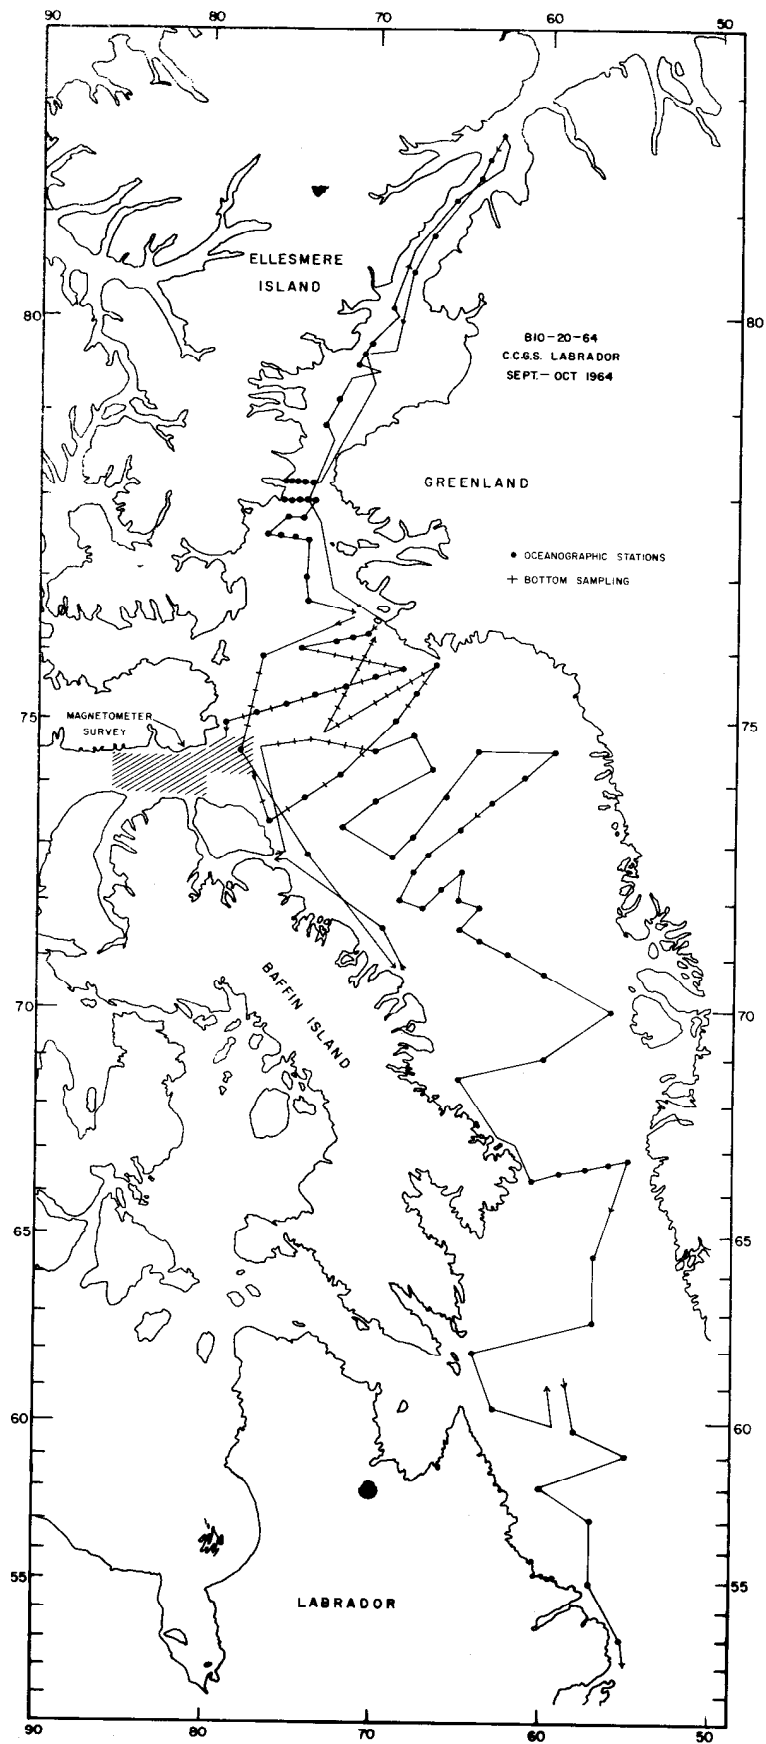 90 80 70 60 50
ELLESMERE
ISLAND
80 80
BIO-20-64
C.C.G.S. LABRADOR
SEPT.-OCT 1964
GREENLAND
● OCEANOGRAPHIC STATIONS
+ BOTTOM SAMPLING
75 75
MAGNETOMETER
SURVEY
BAFFIN ISLAND
70 70
65 65
60 60
55 55
LABRADOR
90 80 70 60 50